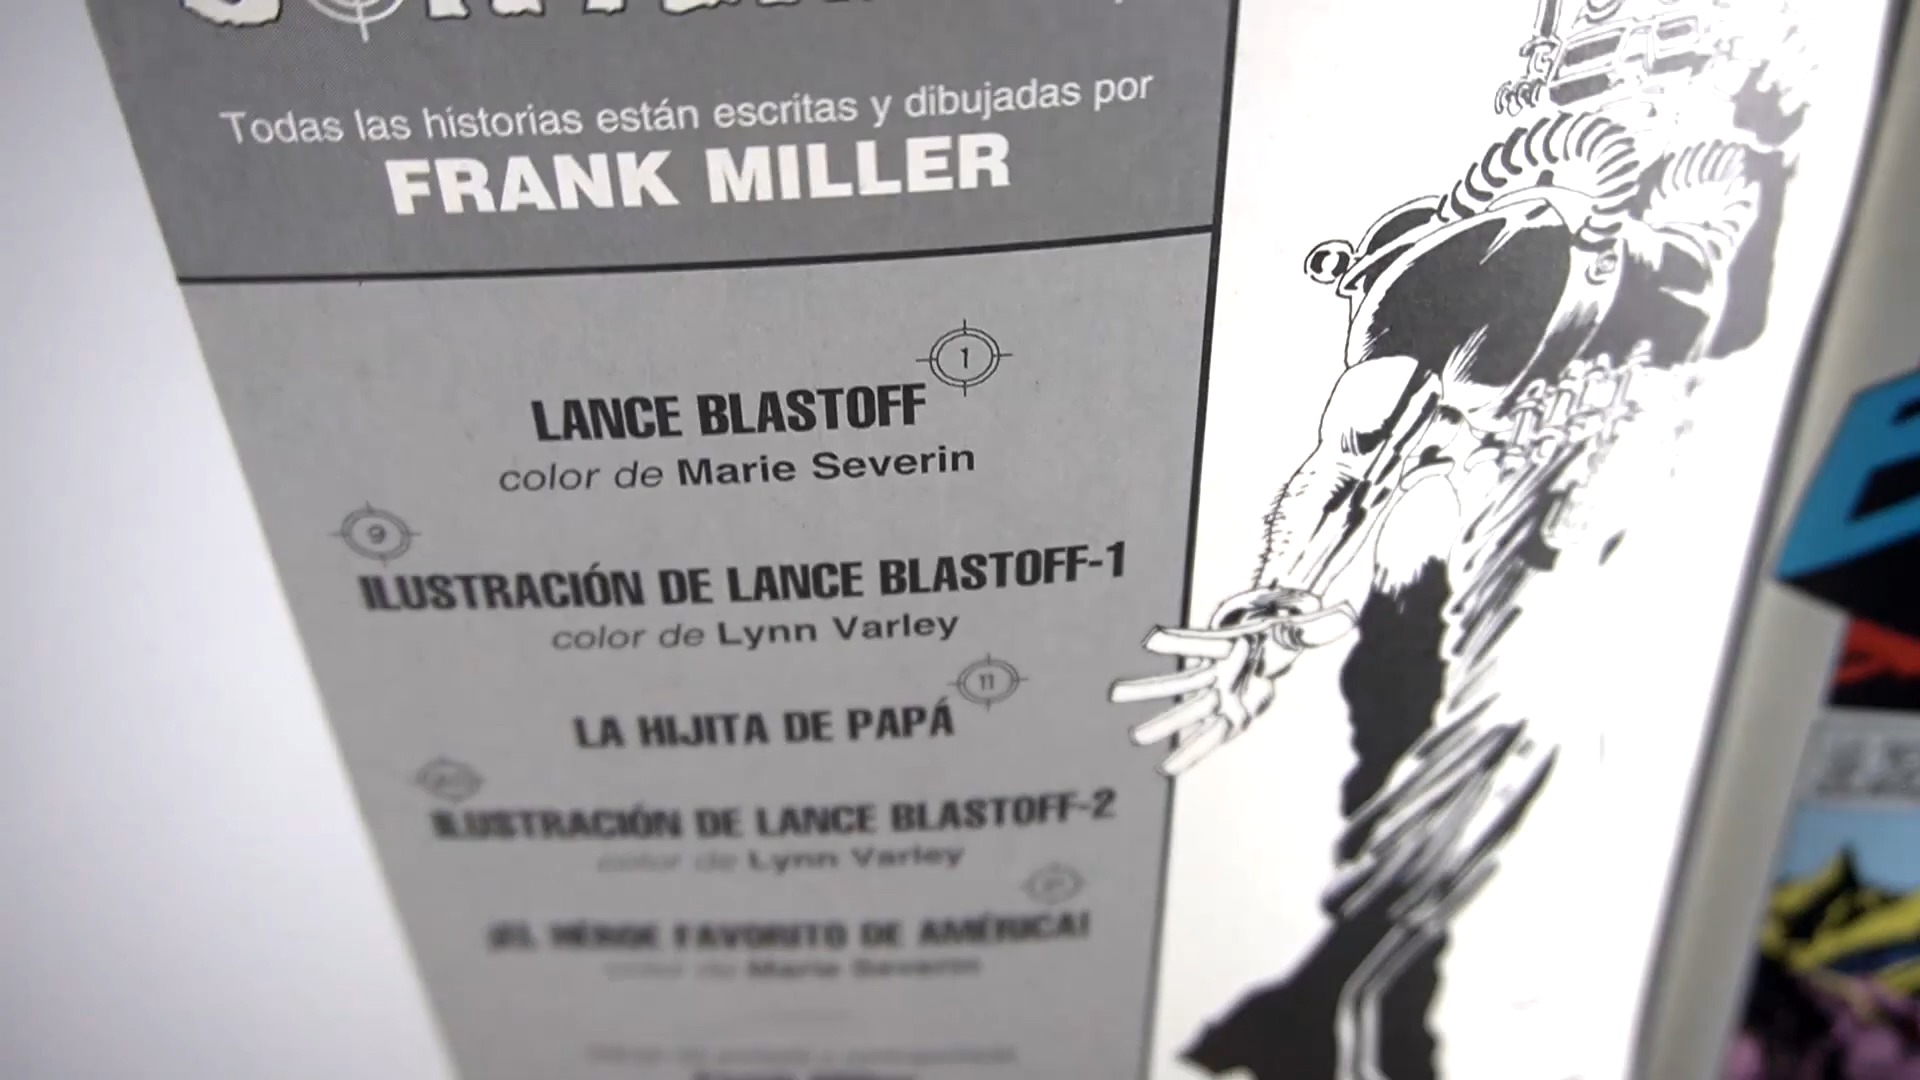 Todas las historias están escritas y dibujadas por
FRANK MILLER
1
LANCE BLASTOFF
color de Marie Severin
9
ILUSTRACIÓN DE LANCE BLASTOFF-1
color de Lynn Varley
11
LA HIJITA DE PAPÁ
ILUSTRACIÓN DE LANCE BLASTOFF-2
color de Lynn Varley
¡EL HÉROE FAVORITO DE AMÉRICA!
color de Marie Severin